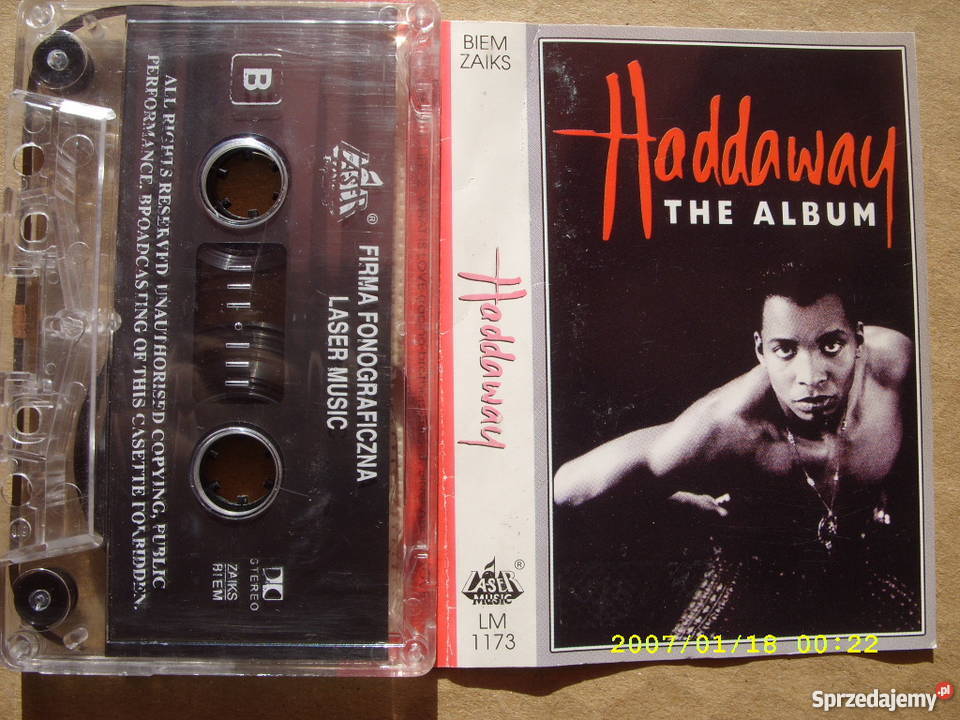 B
ALL RIGHTS RESERVED UNAUTHORISED COPYING, PUBLIC
PERFORMANCE, BROADCASTING OF THIS CASETTE FORBIDDEN.
LASER
®
FIRMA FONOGRAFICZNA
LASER MUSIC
STEREO
ZAIKS
BIEM
BIEM
ZAIKS
Haddaway
LASER
MUSIC
®
LM
1173
Haddaway
THE ALBUM
2007/01/18 00:22
Sprzedajemy.pl